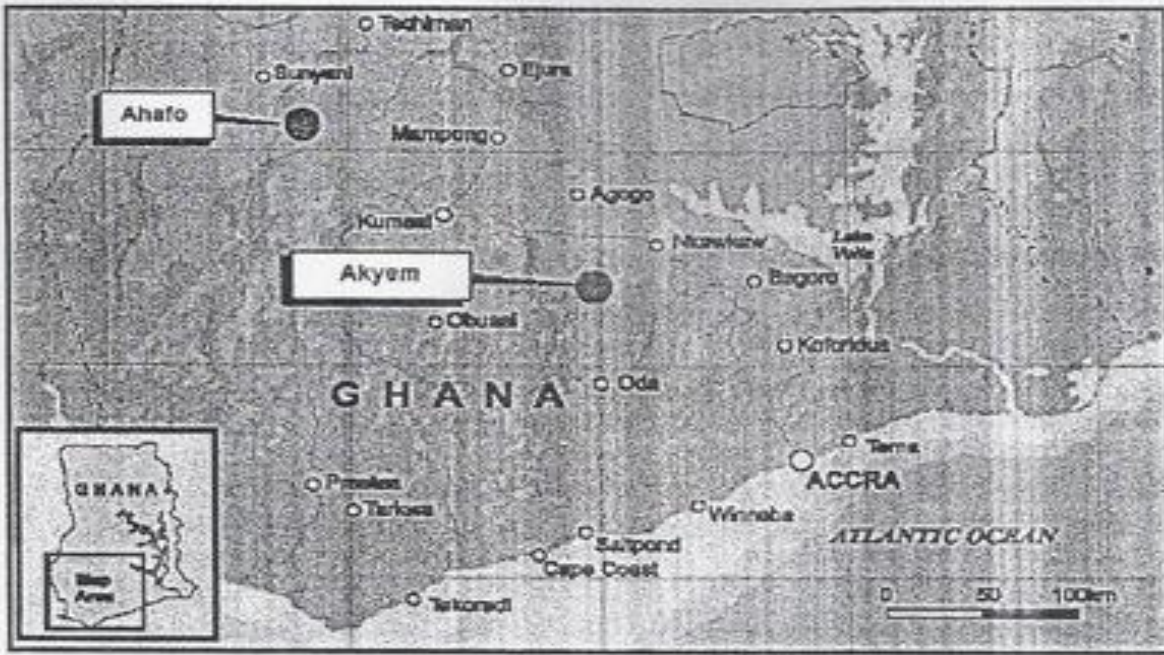 Techiman
Sunyani
Ejura
Ahafo
Mampong
Agogo
Kumasi
Nkawkaw
Lake
Volta
Akyem
Begoro
Obuasi
Koforidua
GHANA
Oda
Tema
ACCRA
GHANA
Prestea
Tarkwa
Winneba
Saltpond
ATLANTIC OCEAN
Cape Coast
Map
Area
Takoradi
0 50 100km